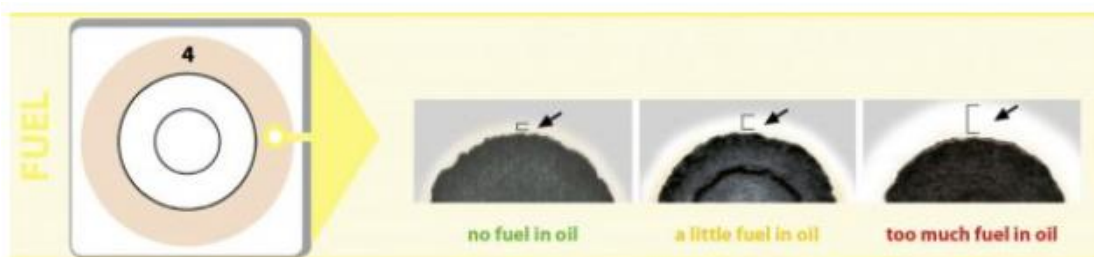 FUEL
4
no fuel in oil
a little fuel in oil
too much fuel in oil